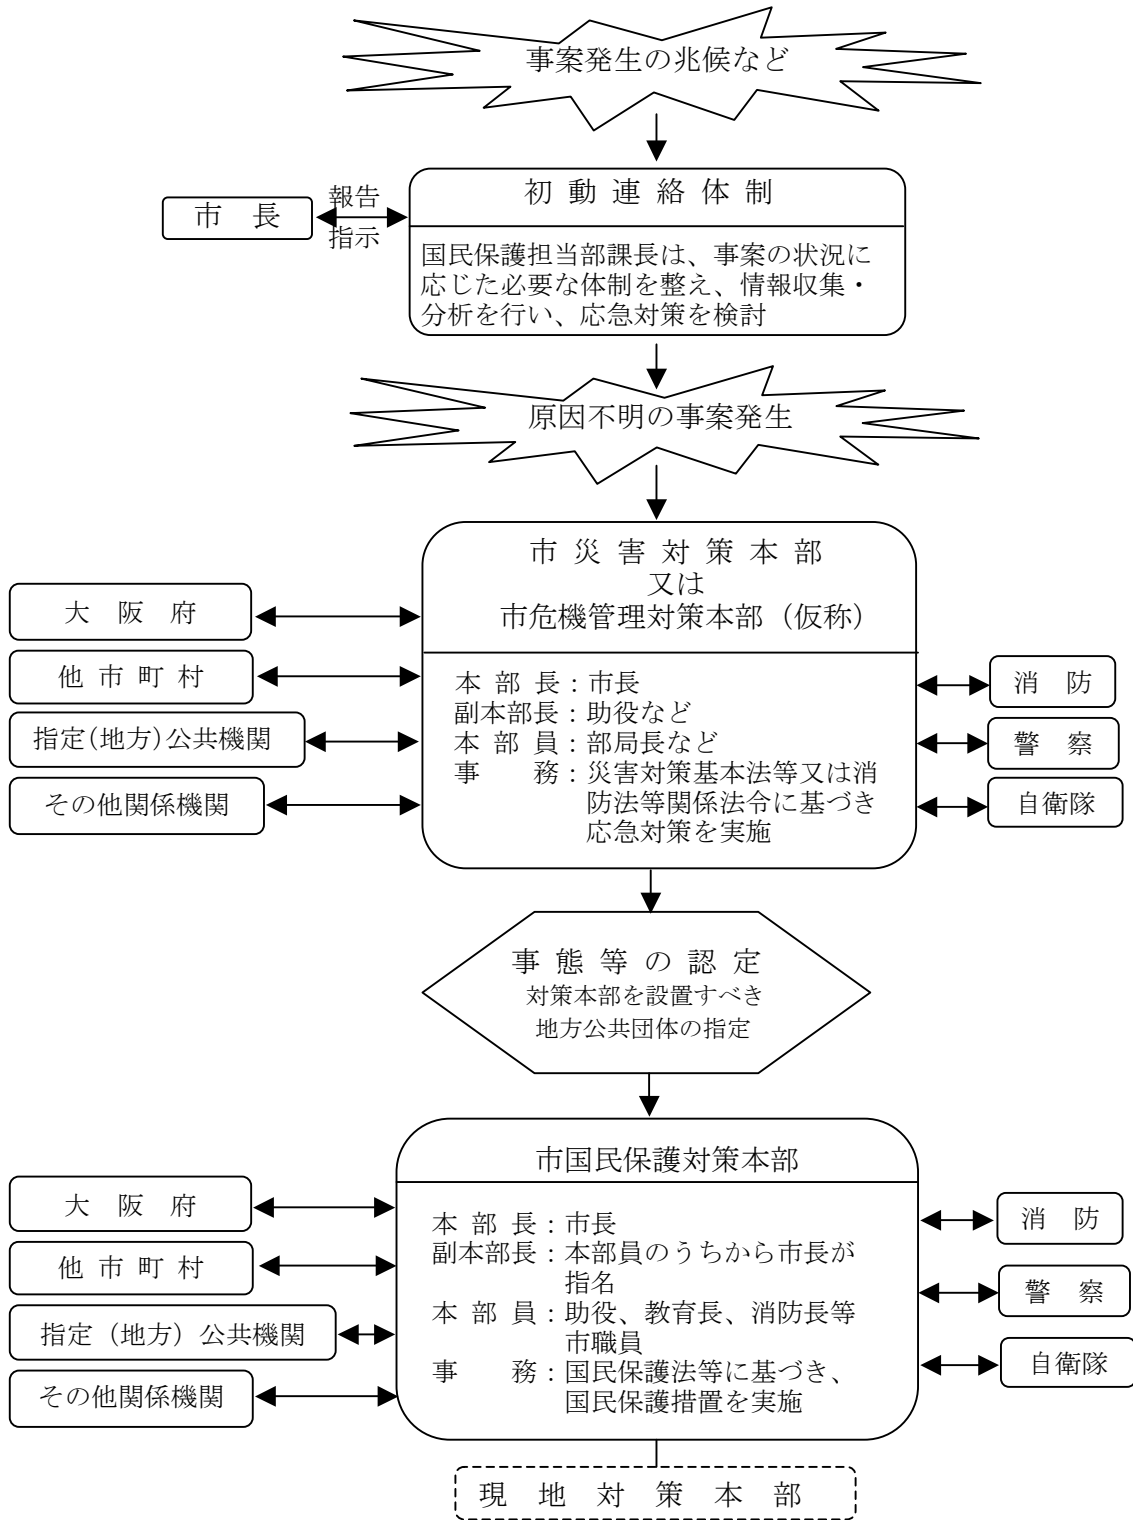 事案発生の兆候など
初動連絡体制
市長
報告
指示
国民保護担当部課長は、事案の状況に
応じた必要な体制を整え、情報収集・
分析を行い、応急対策を検討
原因不明の事案発生
市災害対策本部
又は
市危機管理対策本部（仮称）
本部長：市長
副本部長：助役など
本部員：部局長など
事務：災害対策基本法等又は消
防法等関係法令に基づき
応急対策を実施
大阪府
他市町村
指定(地方)公共機関
その他関係機関
消防
警察
自衛隊
事態等の認定
対策本部を設置すべき
地方公共団体の指定
市国民保護対策本部
本部長：市長
副本部長：本部員のうちから市長が
指名
本部員：助役、教育長、消防長等
市職員
事務：国民保護法等に基づき、
国民保護措置を実施
大阪府
他市町村
指定（地方）公共機関
その他関係機関
消防
警察
自衛隊
現地対策本部